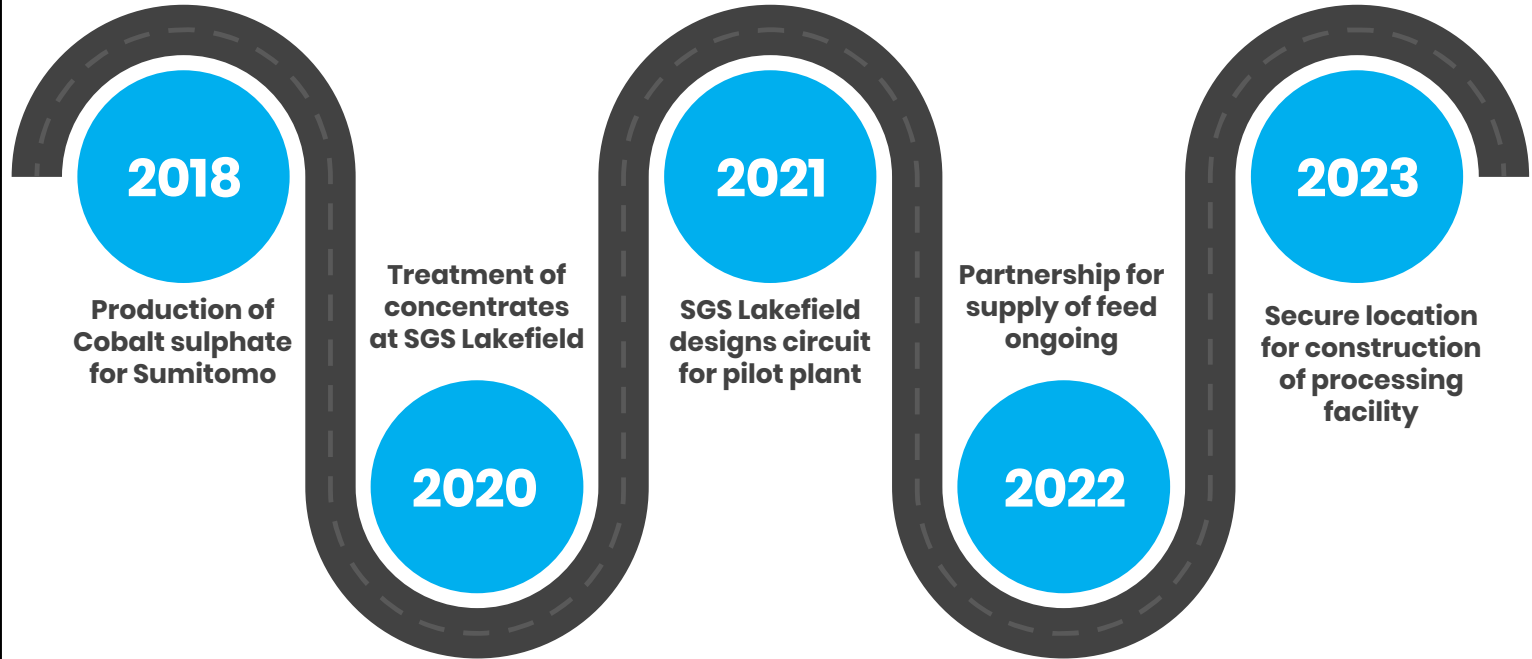 2018
Production of
Cobalt sulphate
for Sumitomo
Treatment of
concentrates
at SGS Lakefield
2020
2021
SGS Lakefield
designs circuit
for pilot plant
Partnership for
supply of feed
ongoing
2022
2023
Secure location
for construction
of processing
facility